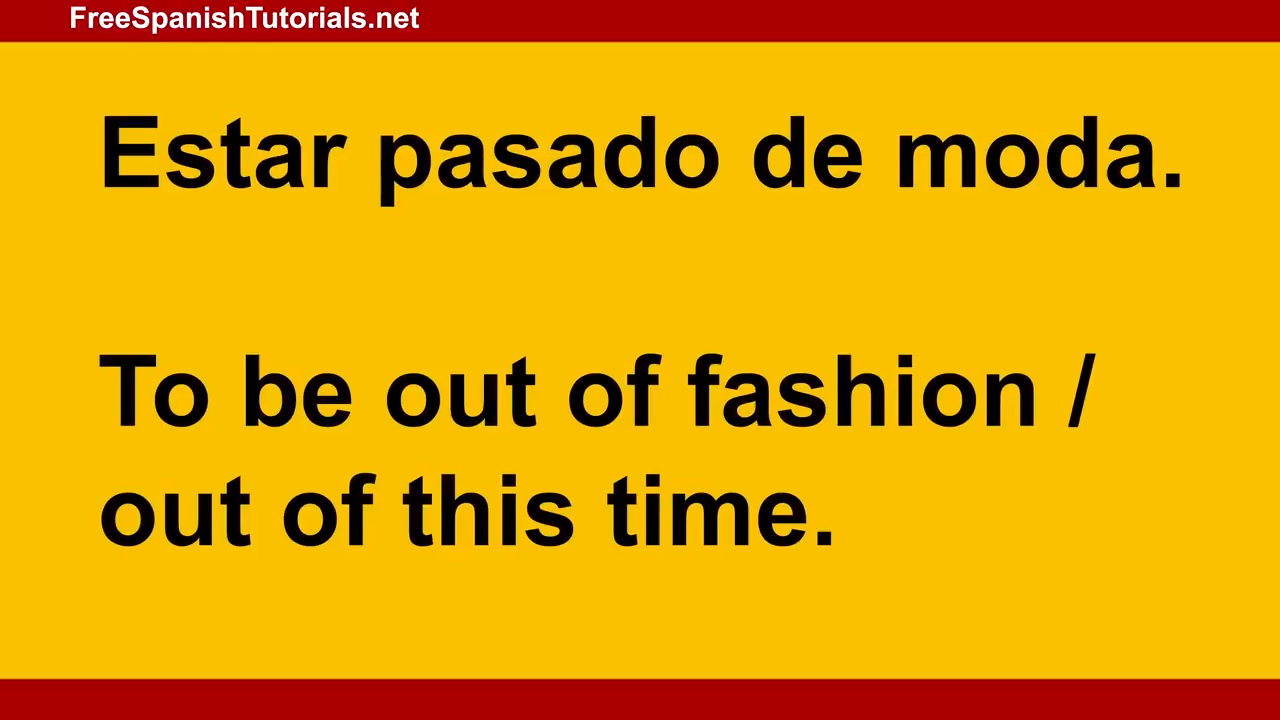 FreeSpanishTutorials.net
Estar pasado de moda.
To be out of fashion /
out of this time.